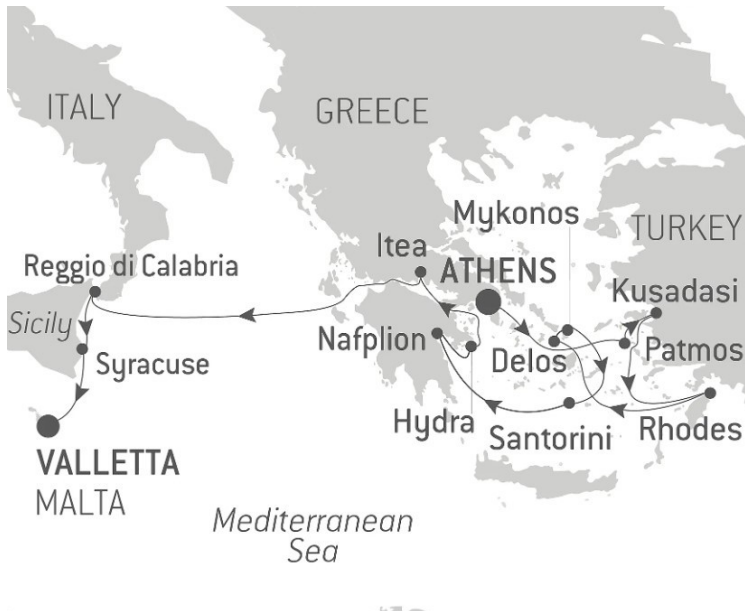 ITALY
GREECE
Mykonos
TURKEY
Itea
ATHENS
Reggio di Calabria
Kusadasi
Sicily
Nafplion
Delos
Patmos
Syracuse
Hydra
Santorini
Rhodes
VALLETTA
MALTA
Mediterranean
Sea